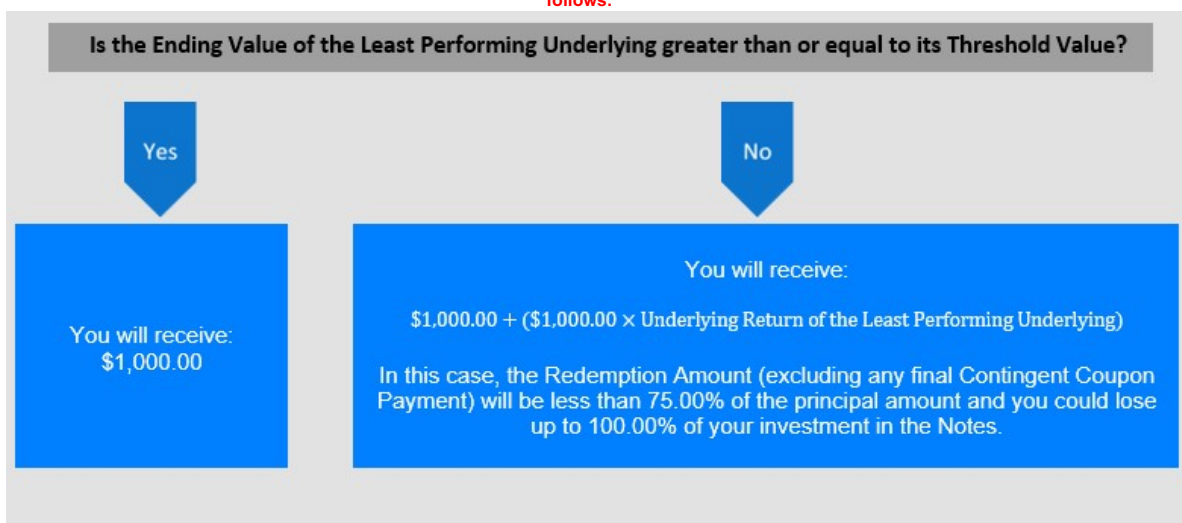 follows:
Is the Ending Value of the Least Performing Underlying greater than or equal to its Threshold Value?
Yes
No
You will receive:
$1,000.00
You will receive:
$1,000.00 + ($1,000.00 × Underlying Return of the Least Performing Underlying)
In this case, the Redemption Amount (excluding any final Contingent Coupon
Payment) will be less than 75.00% of the principal amount and you could lose
up to 100.00% of your investment in the Notes.